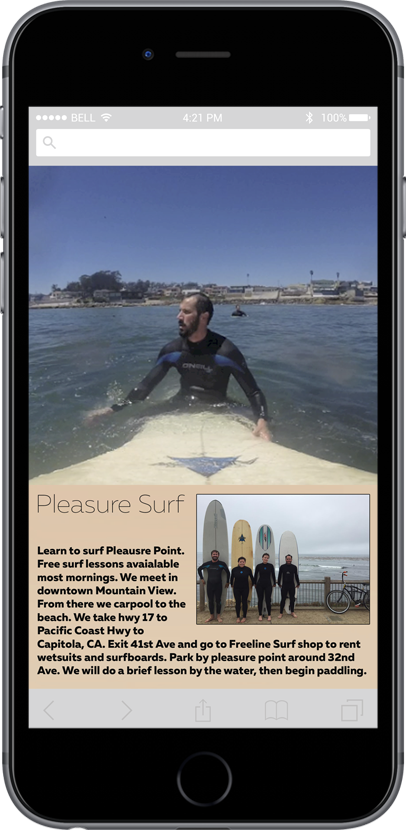 BELL 4:21 PM 100%
O'NEILL
Pleasure Surf
Learn to surf Pleausre Point.
Free surf lessons avaialable
most mornings. We meet in
downtown Mountain View.
From there we carpool to the
beach. We take hwy 17 to
Pacific Coast Hwy to
Capitola, CA. Exit 41st Ave and go to Freeline Surf shop to rent
wetsuits and surfboards. Park by pleasure point around 32nd
Ave. We will do a brief lesson by the water, then begin paddling.